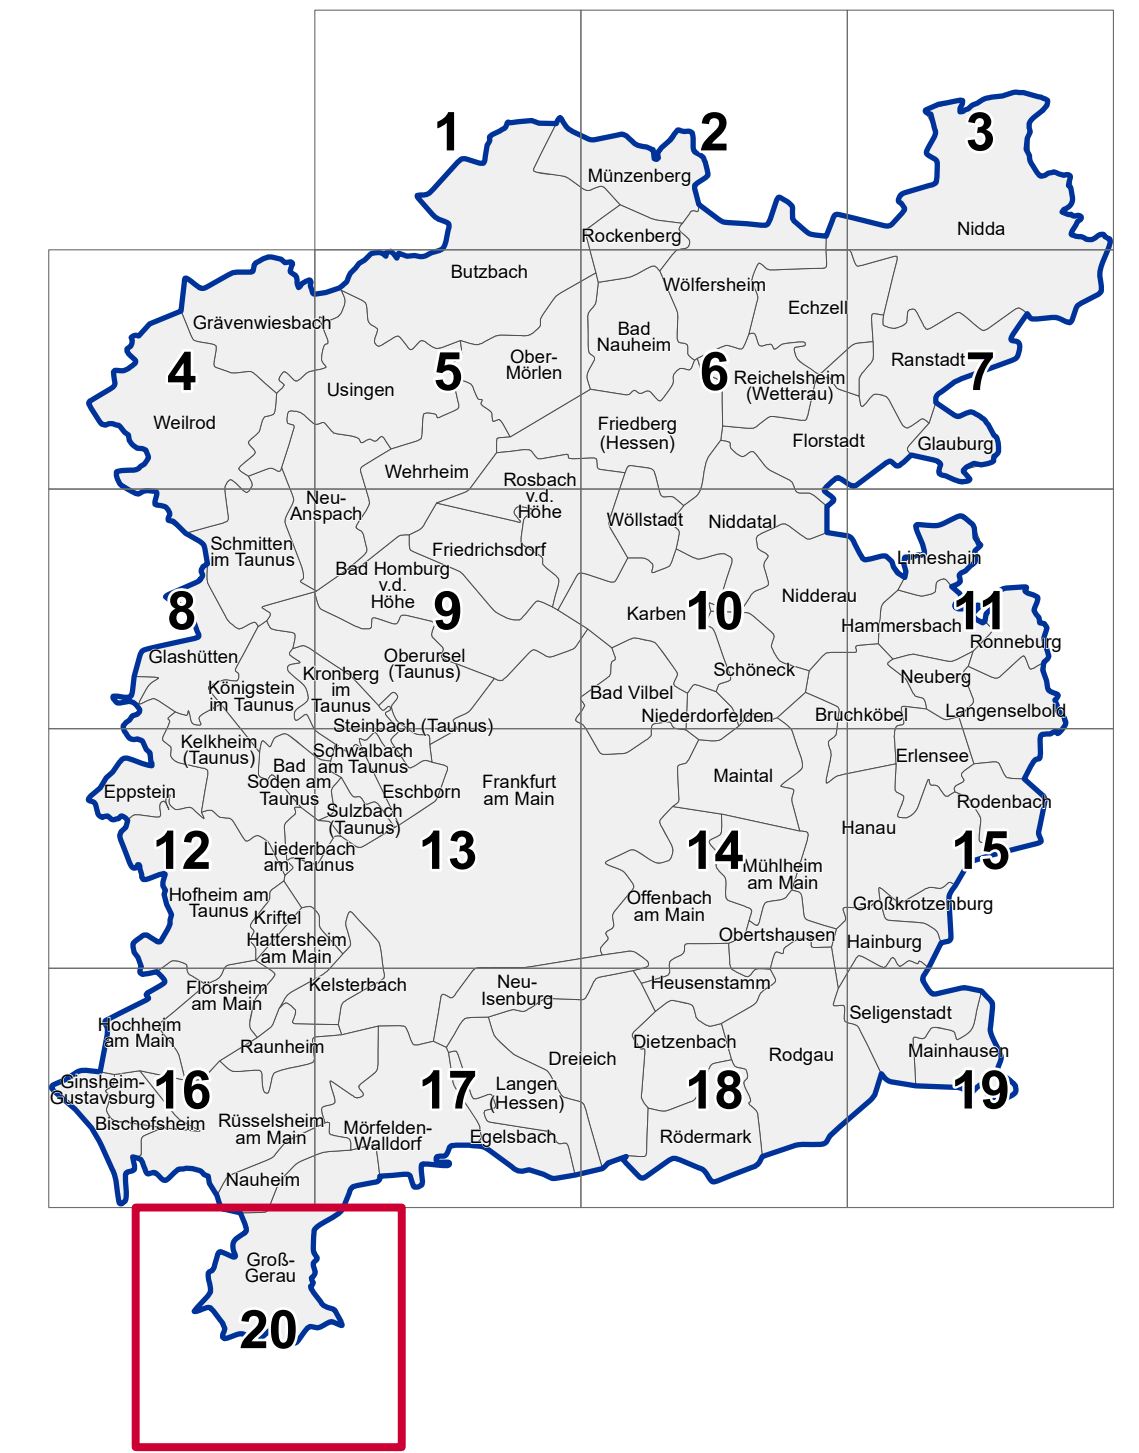 1
2
3
Münzenberg
Rockenberg
Nidda
Butzbach
Wölfersheim
Echzell
Grävenwiesbach
Bad
Nauheim
Ober-
Mörlen
4
5
6
7
Ranstadt
Usingen
Reichelsheim
(Wetterau)
Weilrod
Friedberg
(Hessen)
Florstadt
Glauburg
Wehrheim
Rosbach
v.d.
Höhe
Neu-
Anspach
Wöllstadt
Niddatal
Schmitten
im Taunus
Friedrichsdorf
Limeshain
Bad Homburg
v.d.
Höhe
8
9
10
11
Nidderau
Karben
Hammersbach
Ronneburg
Glashütten
Oberursel
(Taunus)
Schöneck
Neuberg
Königstein
im Taunus
Kronberg
im
Taunus
Bad Vilbel
Niederdorfelden
Bruchköbel
Langenselbold
Steinbach (Taunus)
Kelkheim
(Taunus)
Schwalbach
am Taunus
Erlensee
Bad
Soden am
Taunus
Maintal
Eppstein
Eschborn
Frankfurt
am Main
Rodenbach
Sulzbach
(Taunus)
Hanau
12
13
14
15
Liederbach
am Taunus
Mühlheim
am Main
Hofheim am
Taunus
Offenbach
am Main
Großkrotzenburg
Kriftel
Hattersheim
am Main
Obertshausen
Hainburg
Flörsheim
am Main
Kelsterbach
Neu-
Isenburg
Heusenstamm
Seligenstadt
Hochheim
am Main
Raunheim
Dietzenbach
Dreieich
Rodgau
Mainhausen
Ginsheim-
Gustavsburg
16
17
18
19
Langen
(Hessen)
Bischofsheim
Rüsselsheim
am Main
Mörfelden-
Walldorf
Egelsbach
Rödermark
Nauheim
Groß-
Gerau
20